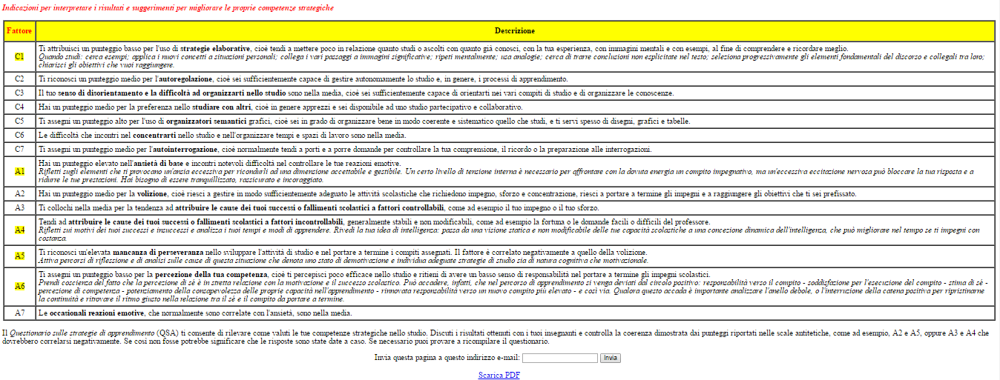 Indicazioni per interpretare i risultati e suggerimenti per migliorare le proprie competenze strategiche
Fattore Descrizione
C1 Ti attribuisci un punteggio basso per l'uso di strategie elaborative, cioè tendi a mettere poco in relazione quanto studi o ascolti con quanto già conosci, con la tua esperienza, con immagini mentali e con esempi, al fine di comprendere e ricordare meglio.
Quando studi: cerca esempi; applica i nuovi concetti a situazioni personali; collega i vari passaggi a immagini significative; ripeti mentalmente; usa analogie; cerca di trarre conclusioni non esplicitate nel testo; seleziona progressivamente gli elementi fondamentali del discorso e collegali tra loro;
chiarisci gli obiettivi che vuoi raggiungere.
C2 Ti riconosci un punteggio medio per l'autoregolazione, cioè sei sufficientemente capace di gestire autonomamente lo studio e, in genere, i processi di apprendimento.
C3 Il tuo senso di disorientamento e la difficoltà ad organizzarti nello studio sono nella media, cioè sei sufficientemente capace di orientarti nei vari compiti di studio e di organizzare le conoscenze.
C4 Hai un punteggio medio per la preferenza nello studiare con altri, cioè in genere apprezzi e sei disponibile ad uno studio partecipativo e collaborativo.
C5 Ti assegni un punteggio alto per l'uso di organizzatori semantici grafici, cioè sei in grado di organizzare bene in modo coerente e sistematico quello che studi, e ti servi spesso di disegni, grafici e tabelle.
C6 Le difficoltà che incontri nel concentrarti nello studio e nell'organizzare tempi e spazi di lavoro sono nella media.
C7 Ti assegni un punteggio medio per l'autointerrogazione, cioè normalmente tendi a porti e a porre domande per controllare la tua comprensione, il ricordo o la preparazione alle interrogazioni.
A1 Hai un punteggio elevato nell'ansietà di base e incontri notevoli difficoltà nel controllare le tue reazioni emotive.
Rifletti sugli elementi che ti provocano un'ansia eccessiva per ricondurli ad una dimensione accettabile e gestibile. Un certo livello di tensione interna è necessario per affrontare con la dovuta energia un compito impegnativo, ma un'eccessiva eccitazione nervosa può bloccare la tua risposta e a
ridurre le tue prestazioni. Hai bisogno di essere tranquillizzato, rassicurato e incoraggiato.
A2 Hai un punteggio medio per la volizione, cioè riesci a gestire in modo sufficientemente adeguato le attività scolastiche che richiedono impegno, sforzo e concentrazione, riesci a portare a termine gli impegni e a raggiungere gli obiettivi che ti sei prefissato.
A3 Ti collochi nella media per la tendenza ad attribuire le cause dei tuoi successi o fallimenti scolastici a fattori controllabili, come ad esempio il tuo impegno o il tuo sforzo.
A4 Tendi ad attribuire le cause dei tuoi successi o fallimenti scolastici a fattori incontrollabili, generalmente stabili e non modificabili, come ad esempio la fortuna o le domande facili o difficili del professore.
Rifletti sui motivi dei tuoi successi e insuccessi e analizza i tuoi tempi e modi di apprendere. Rivedi la tua idea di intelligenza: passa da una visione statica e non modificabile delle tue capacità scolastiche a una concezione dinamica dell'intelligenza, che può migliorare nel tempo se ti impegni con
costanza.
A5 Ti riconosci un'elevata mancanza di perseveranza nello sviluppare l'attività di studio e nel portare a termine i compiti assegnati. Il fattore è correlato negativamente a quello della volizione.
Attiva percorsi di riflessione e di analisi sulle cause di questa situazione che denota uno stato di demotivazione e individua adeguate strategie di studio sia di natura cognitiva che motivazionale.
A6 Ti assegni un punteggio basso per la percezione della tua competenza, cioè ti percepisci poco efficace nello studio e ritieni di avere un basso senso di responsabilità nel portare a termine gli impegni scolastici.
Prendi coscienza del fatto che la percezione di sé è in stretta relazione con la motivazione e il successo scolastico. Può accadere, infatti, che nel percorso di apprendimento si venga deviati dal circolo positivo: responsabilità verso il compito - soddisfazione per l'esecuzione del compito - stima di sé -
percezione di competenza - potenziamento della consapevolezza delle proprie capacità nell'apprendimento - rinnovata responsabilità verso un nuovo compito più elevato - e così via. Qualora questo accada è importante analizzare l'anello debole, o l'interruzione della catena positiva per ripristinarne
la continuità e ritrovare il ritmo giusto nella relazione tra il sé e il compito da portare a termine.
A7 Le occasionali reazioni emotive, che normalmente sono correlate con l'ansietà, sono nella media.
Il Questionario sulle strategie di apprendimento (QSA) ti consente di rilevare come valuti le tue competenze strategiche nello studio. Discuti i risultati ottenuti con i tuoi insegnanti e controlla la coerenza dimostrata dai punteggi riportati nelle scale antitetiche, come ad esempio, A2 e A5, oppure A3 e A4 che
dovrebbero correlarsi negativamente. Se così non fosse potrebbe significare che le risposte sono state date a caso. Se necessario puoi provare a ricompilare il questionario.
Invia questa pagina a questo indirizzo e-mail: Invia
Scarica PDF